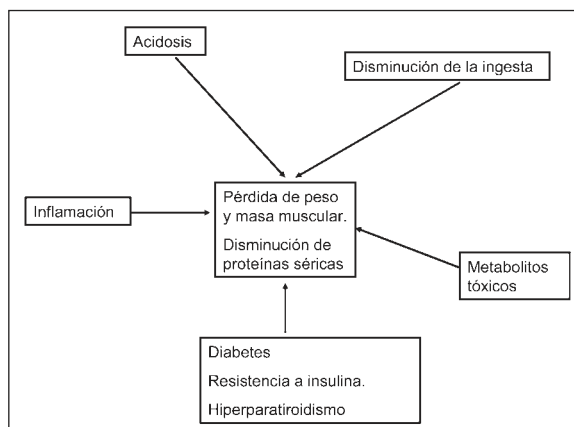 Acidosis
Disminución de la ingesta
Inflamación
Pérdida de peso
y masa muscular.
Disminución de
proteínas séricas
Metabolitos
tóxicos
Diabetes
Resistencia a insulina.
Hiperparatiroidismo